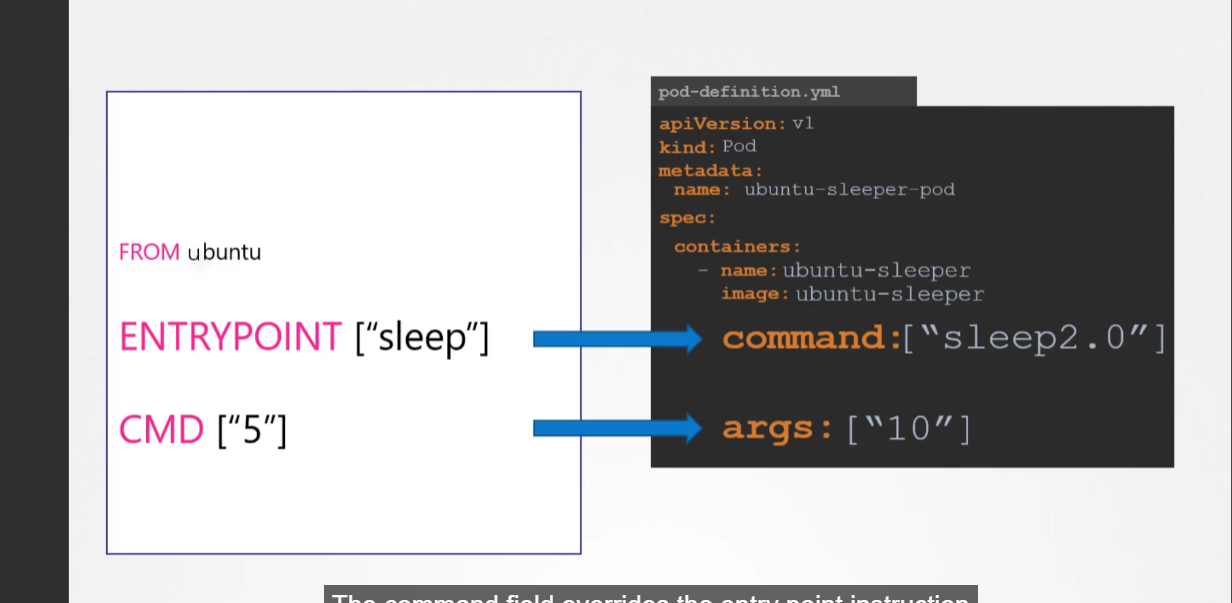 FROM ubuntu
ENTRYPOINT [“sleep”]
CMD [“5”]
pod-definition.yml
apiVersion: v1
kind: Pod
metadata:
name: ubuntu-sleeper-pod
spec:
containers:
- name: ubuntu-sleeper
image: ubuntu-sleeper
command:[“sleep2.0”]
args: [“10”]
The command field overrides the entry point instruction